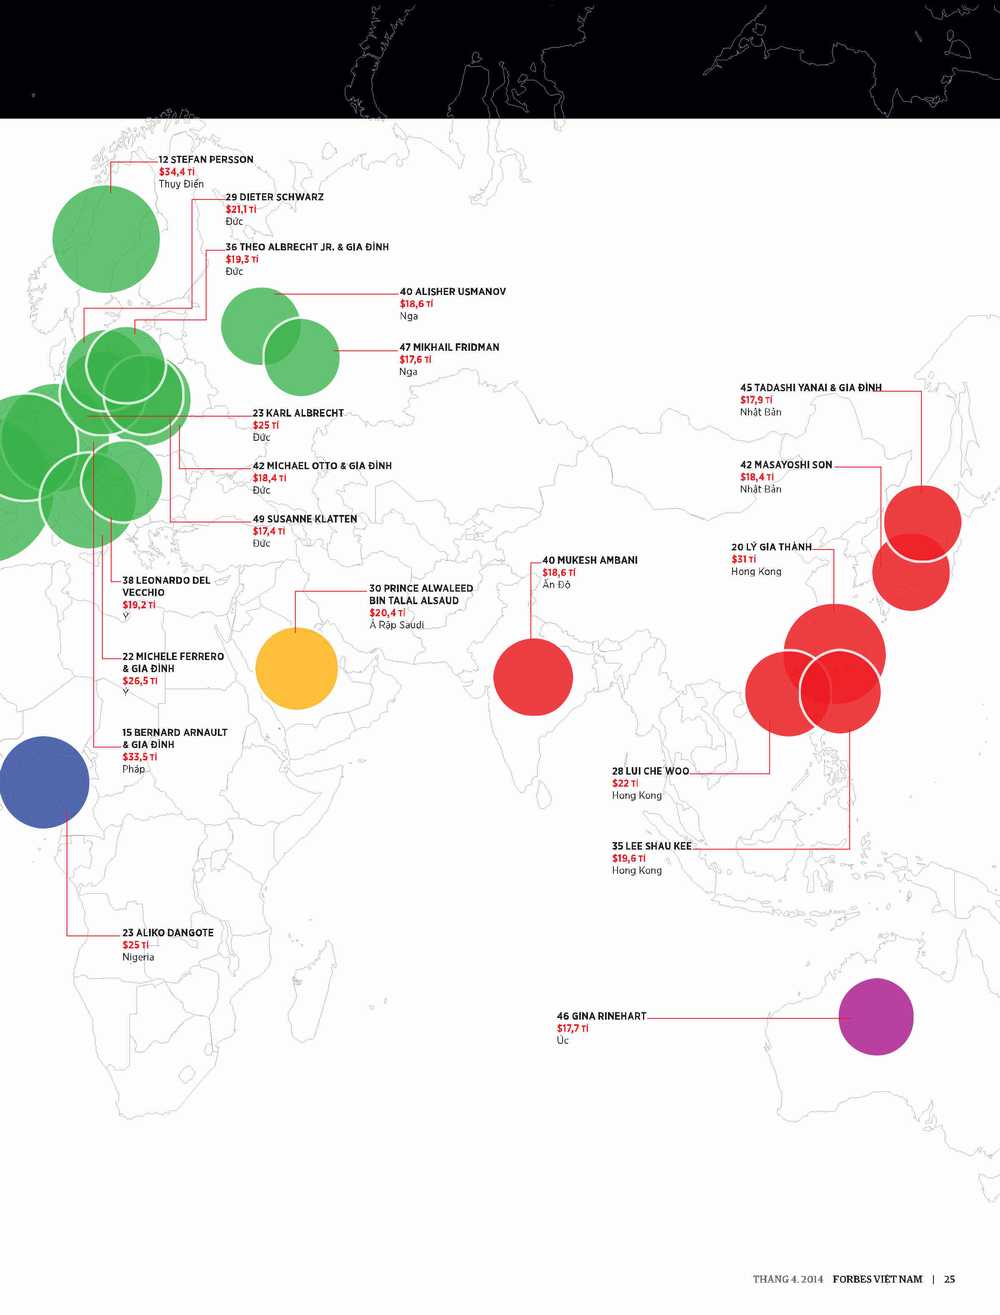 12 STEFAN PERSSON
$34,4 TỈ
Thụy Điển
29 DIETER SCHWARZ
$21,1 TỈ
Đức
36 THEO ALBRECHT JR. & GIA ĐÌNH
$19,3 TỈ
Đức
40 ALISHER USMANOV
$18,6 TỈ
Nga
47 MIKHAIL FRIDMAN
$17,6 TỈ
Nga
45 TADASHI YANAI & GIA ĐÌNH
$17,9 TỈ
Nhật Bản
23 KARL ALBRECHT
$25 TỈ
Đức
42 MICHAEL OTTO & GIA ĐÌNH
$18,4 TỈ
Đức
42 MASAYOSHI SON
$18,4 TỈ
Nhật Bản
49 SUSANNE KLATTEN
$17,4 TỈ
Đức
20 LÝ GIA THÀNH
$31 TỈ
Hong Kong
40 MUKESH AMBANI
$18,6 TỈ
Ấn Độ
38 LEONARDO DEL
VECCHIO
$19,2 TỈ
Ý
30 PRINCE ALWALEED
BIN TALAL ALSAUD
$20,4 TỈ
Ả Rập Saudi
22 MICHELE FERRERO
& GIA ĐÌNH
$26,5 TỈ
Ý
15 BERNARD ARNAULT
& GIA ĐÌNH
$33,5 TỈ
Pháp
28 LUI CHE WOO
$22 TỈ
Hong Kong
35 LEE SHAU KEE
$19,6 TỈ
Hong Kong
23 ALIKO DANGOTE
$25 TỈ
Nigeria
46 GINA RINEHART
$17,7 TỈ
Úc
THANG 4. 2014 FORBES VIỆT NAM | 25